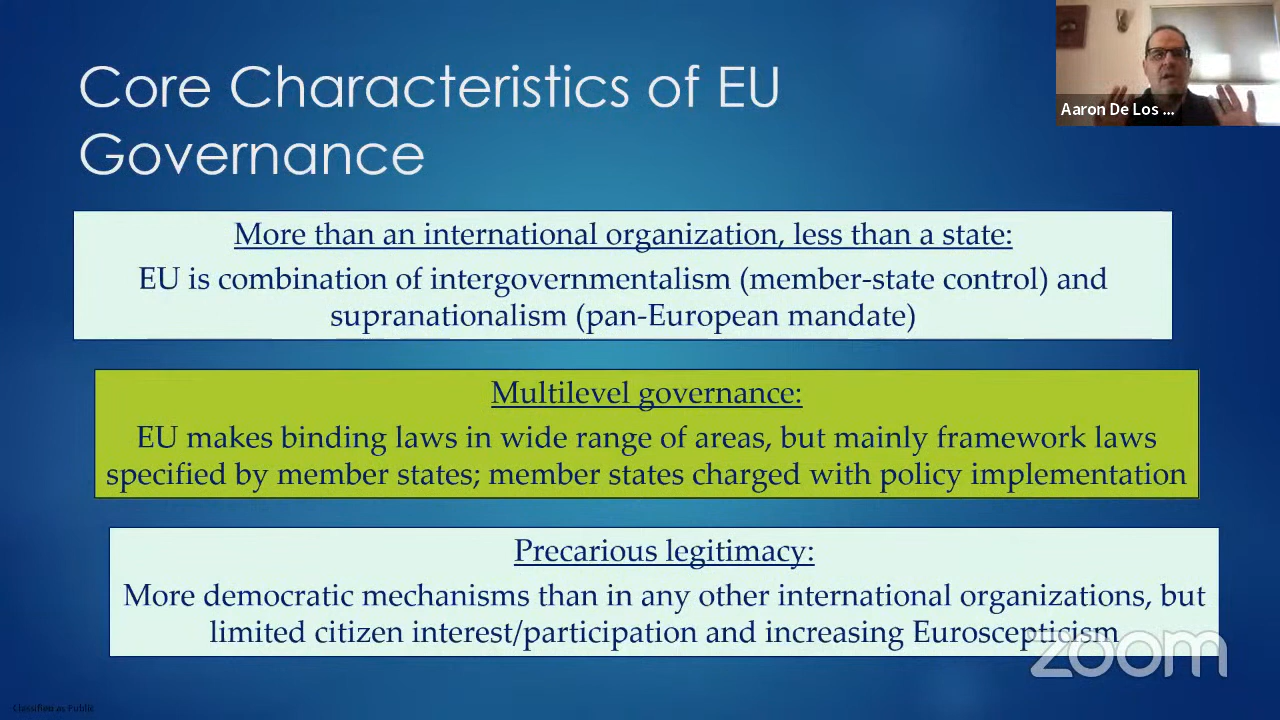 Core Characteristics of EU
Governance
Aaron De Los ...
More than an international organization, less than a state:
EU is combination of intergovernmentalism (member-state control) and
supranationalism (pan-European mandate)
Multilevel governance:
EU makes binding laws in wide range of areas, but mainly framework laws
specified by member states; member states charged with policy implementation
Precarious legitimacy:
More democratic mechanisms than in any other international organizations, but
limited citizen interest/participation and increasing Euroscepticism
zoom
Classified as Public